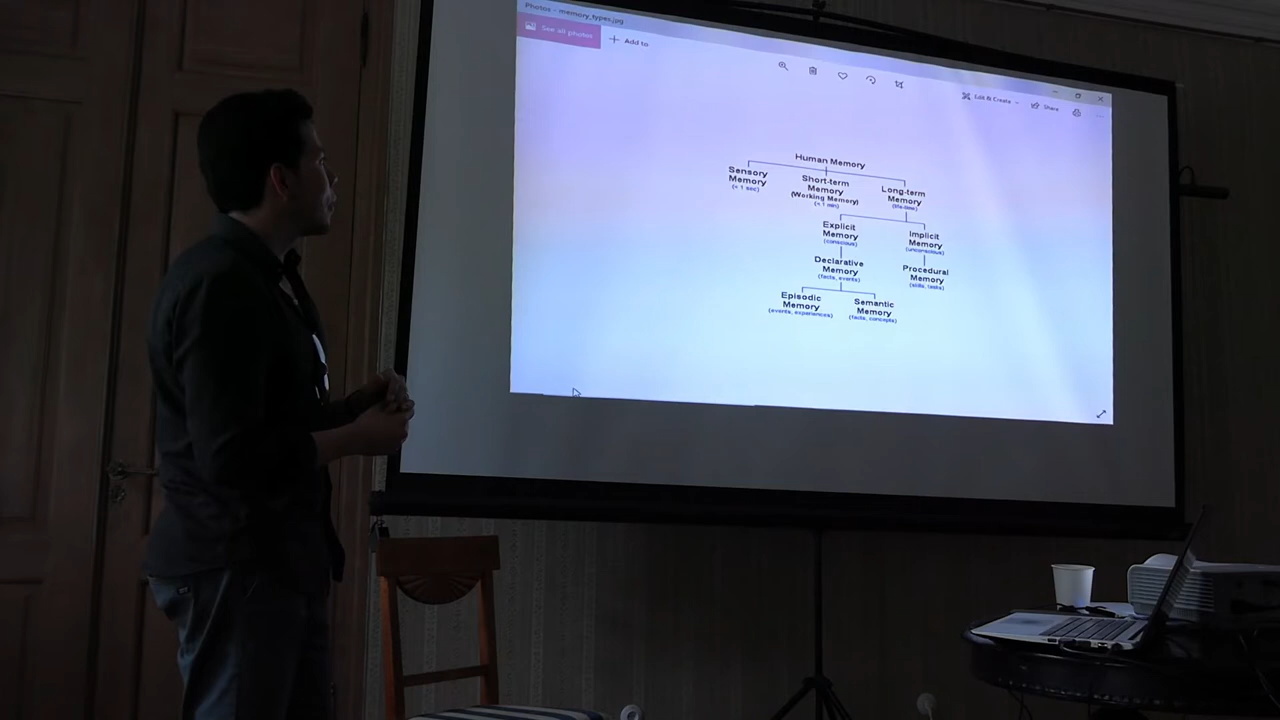 Photos - memory_types.jpg
See all photos
+ Add to
Edit & Create
Share
Human Memory
Sensory
Memory
(< 1 sec)
Short-term
Memory
(Working Memory)
(< 1 min)
Long-term
Memory
(life-time)
Explicit
Memory
(conscious)
Implicit
Memory
(unconscious)
Declarative
Memory
(facts, events)
Procedural
Memory
(skills, tasks)
Episodic
Memory
(events, experiences)
Semantic
Memory
(facts, concepts)